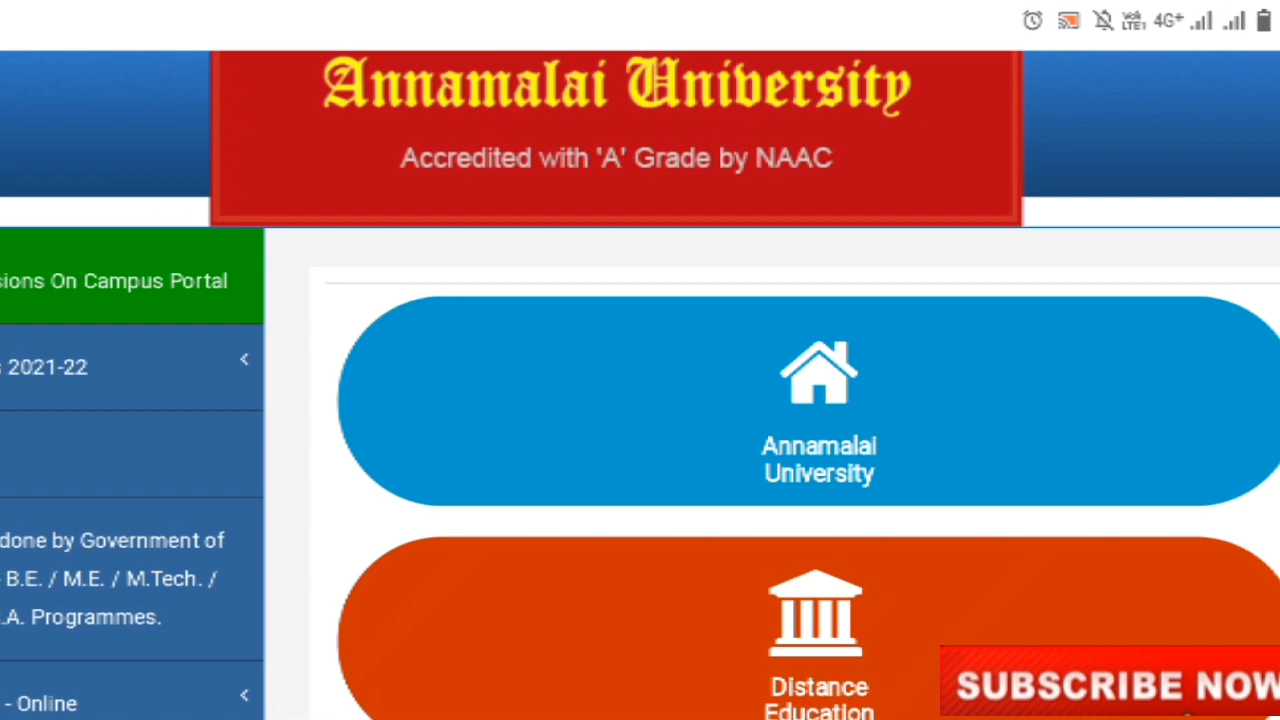 4G+
Annamalai University
Accredited with 'A' Grade by NAAC
On Campus Portal
2021-22
done by Government of
B.E. / M.E. / M.Tech. /
.A. Programmes.
- Online
Annamalai
University
Distance
Education
SUBSCRIBE NOW